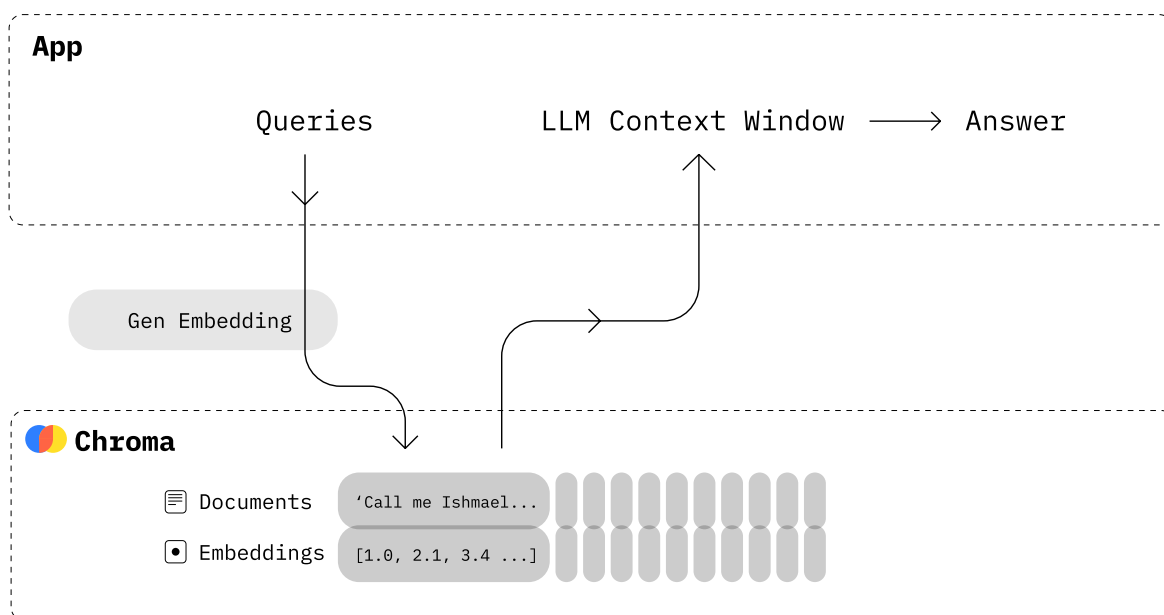 App
Queries
LLM Context Window
Answer
Gen Embedding
Chroma
Documents
‘Call me Ishmael...
Embeddings
[1.0, 2.1, 3.4 ...]